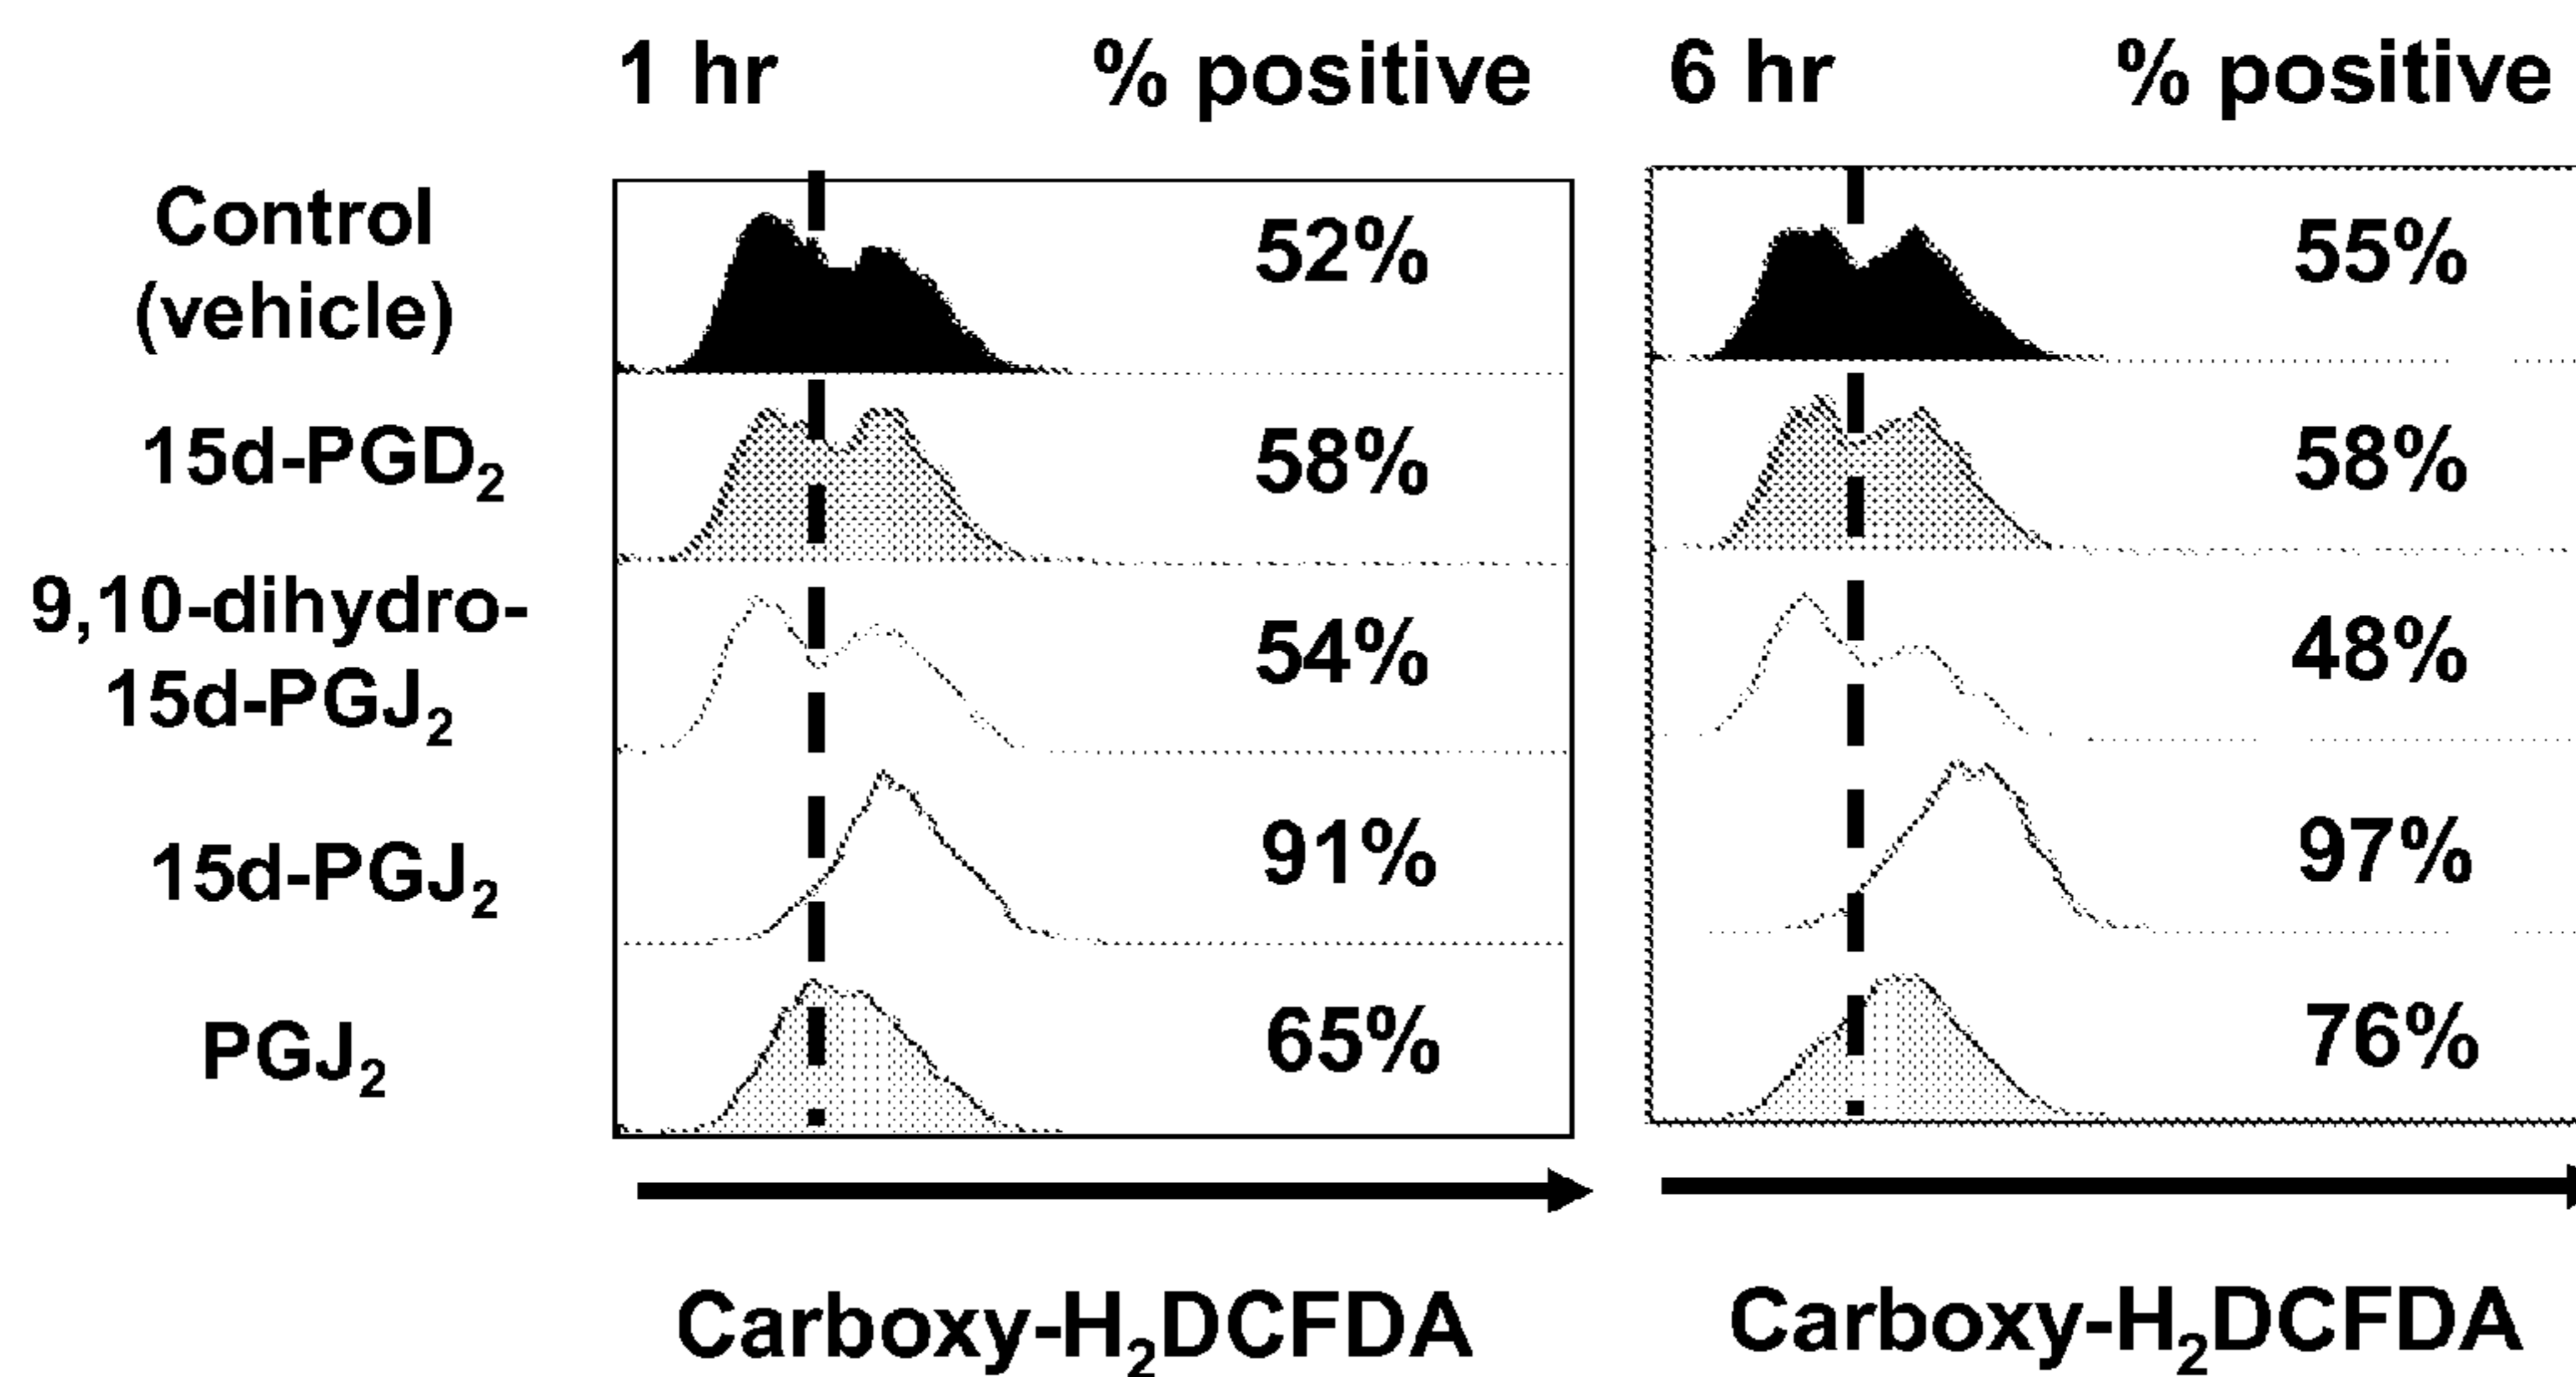 1 hr % positive 6 hr % positive
Control
(vehicle) 52% 55%
15d-PGD₂ 58% 58%
9,10-dihydro-
15d-PGJ₂ 54% 48%
15d-PGJ₂ 91% 97%
PGJ₂ 65% 76%
Carboxy-H₂DCFDA Carboxy-H₂DCFDA